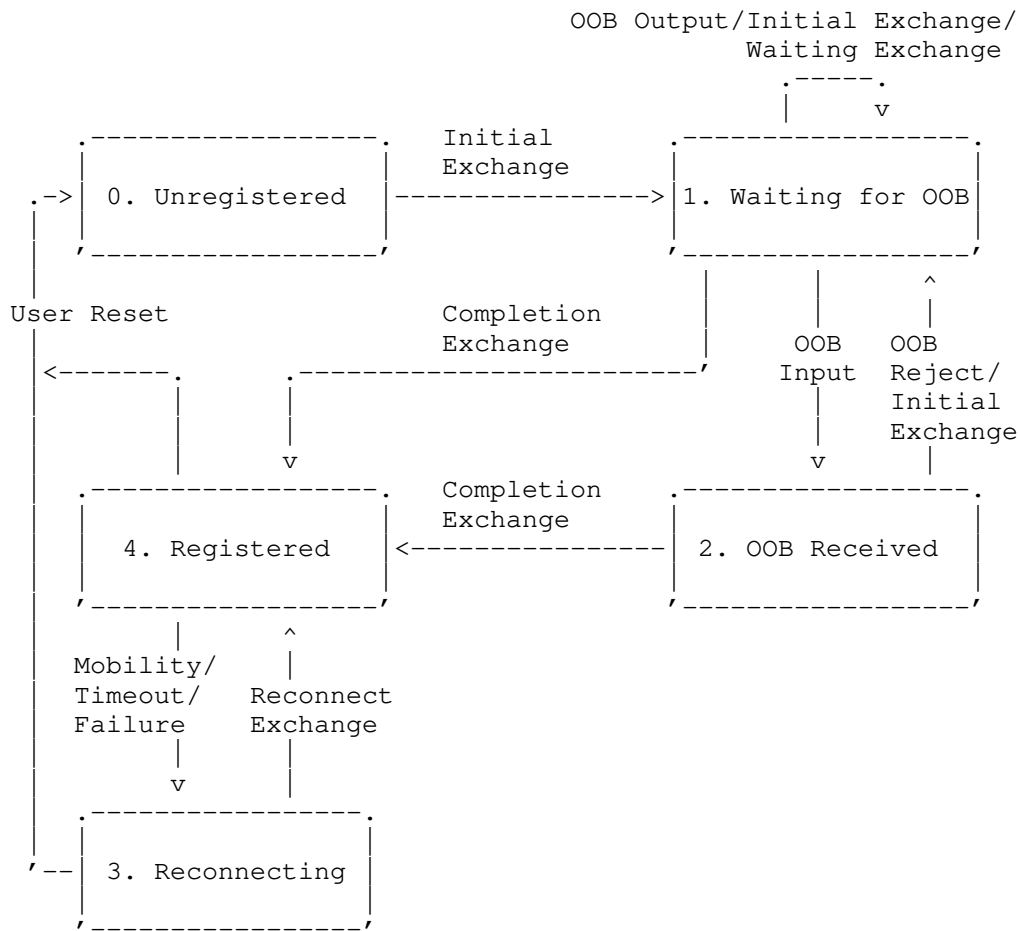 OOB Output/Initial Exchange/
Waiting Exchange
Initial
Exchange
0. Unregistered
1. Waiting for OOB
User Reset
Completion
Exchange
OOB
Input
OOB
Reject/
Initial
Exchange
Completion
Exchange
4. Registered
2. OOB Received
Mobility/
Timeout/
Failure
Reconnect
Exchange
3. Reconnecting